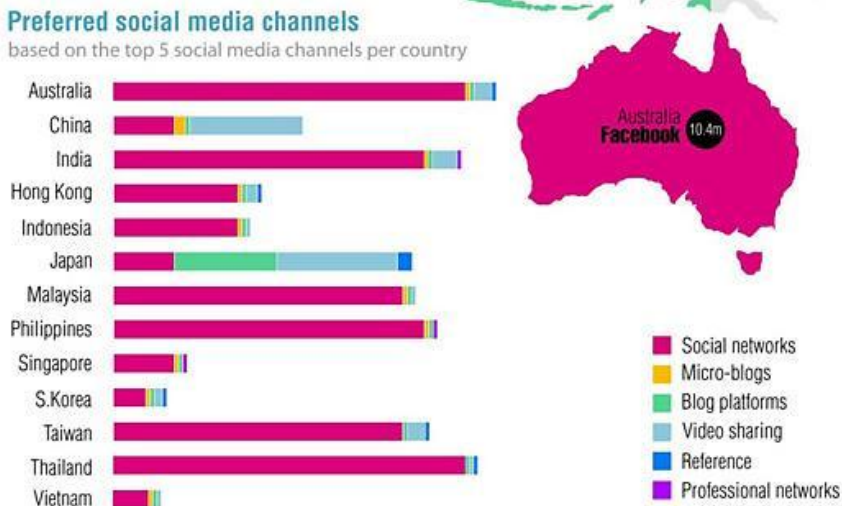 Preferred social media channels
based on the top 5 social media channels per country
Australia
China
India
Hong Kong
Indonesia
Japan
Malaysia
Philippines
Singapore
S.Korea
Taiwan
Thailand
Vietnam
Australia
Facebook 10.4m
Social networks
Micro-blogs
Blog platforms
Video sharing
Reference
Professional networks